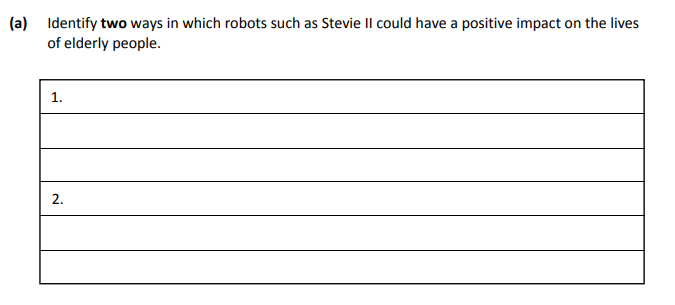 (a) Identify two ways in which robots such as Stevie II could have a positive impact on the lives
of elderly people.
1.
2.